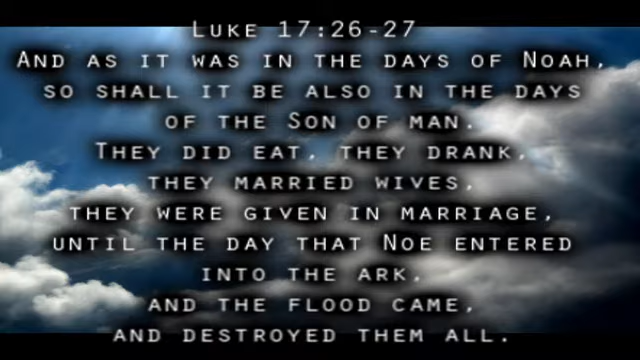 Luke 17:26-27
And as it was in the days of Noah,
so shall it be also in the days
of the Son of man.
They did eat, they drank,
they married wives,
they were given in marriage,
until the day that Noe entered
into the ark,
and the flood came,
and destroyed them all.